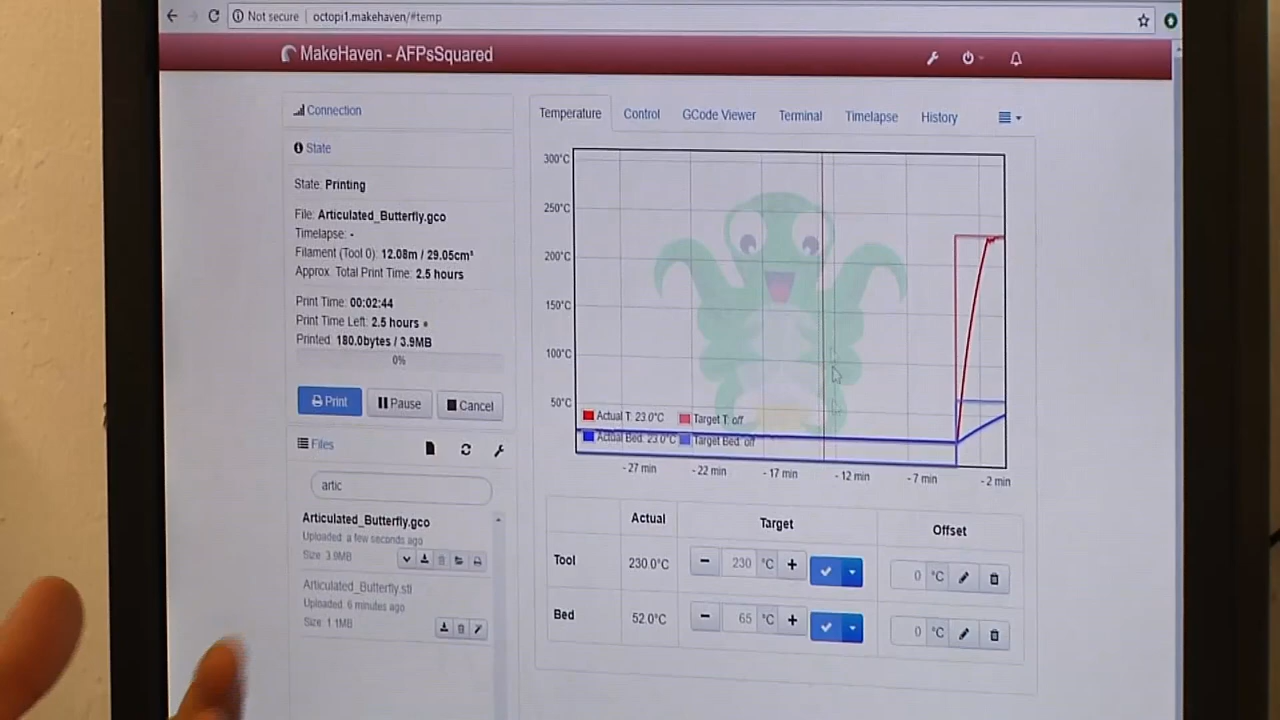 Not secure octopi1.makehaven/#temp
MakeHaven - AFPsSquared
Connection
State
State: Printing
File: Articulated_Butterfly.gco
Timelapse: -
Filament (Tool 0): 12.08m / 29.05cm³
Approx. Total Print Time: 2.5 hours
Print Time: 00:02:44
Print Time Left: 2.5 hours
Printed: 180.0bytes / 3.9MB
0%
Print Pause Cancel
Files
artic
Articulated_Butterfly.gco
Uploaded: a few seconds ago
Size: 3.9MB
Articulated_Butterfly.stl
Uploaded: 6 minutes ago
Size: 1.1MB
Temperature Control GCode Viewer Terminal Timelapse History
300°C
250°C
200°C
150°C
100°C
50°C
Actual T: 23.0°C Target T: off
Actual Bed: 23.0°C Target Bed: off
- 27 min - 22 min - 17 min - 12 min - 7 min - 2 min
Actual Target Offset
Tool 230.0°C 230 °C 0 °C
Bed 52.0°C 65 °C 0 °C